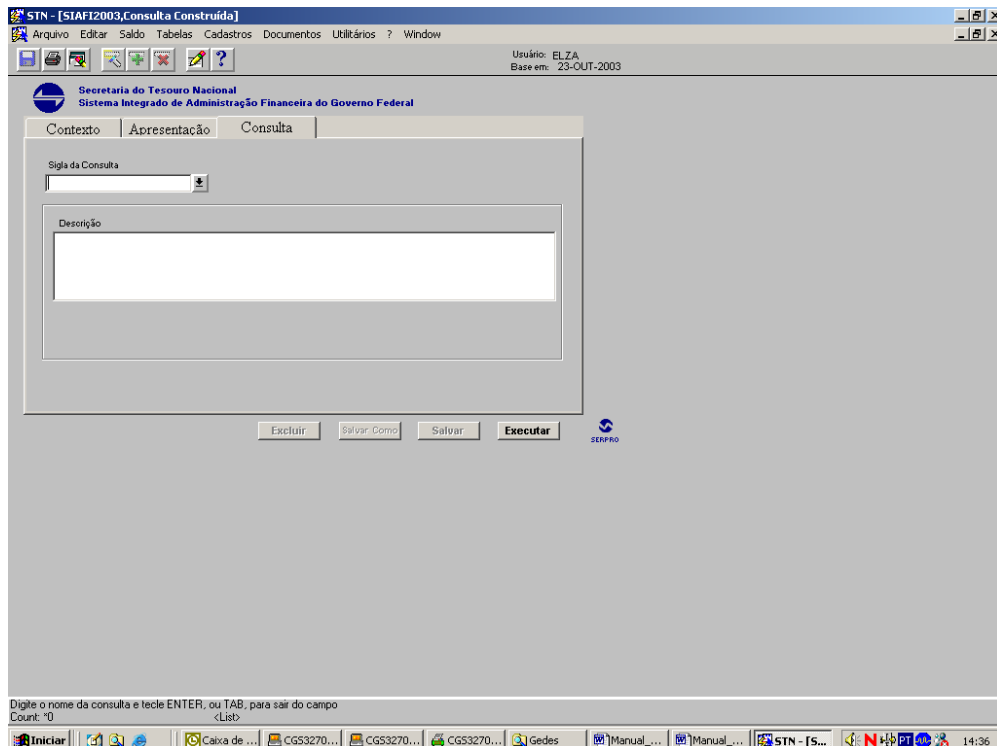 STN - [SIAFI2003,Consulta Construída]
Arquivo Editar Saldo Tabelas Cadastros Documentos Utilitários ? Window
Usuário: ELZA
Base em: 23-OUT-2003
Secretaria do Tesouro Nacional
Sistema Integrado de Administração Financeira do Governo Federal
Contexto Apresentação Consulta
Sigla da Consulta
Descrição
Excluir Salvar Como Salvar Executar
SERPRO
Digite o nome da consulta e tecle ENTER, ou TAB, para sair do campo
Count: *0 <List>
Iniciar Caixa de ... CGS3270... CGS3270... CGS3270... Gedes Manual_... Manual_... STN - [S... N PT 14:36